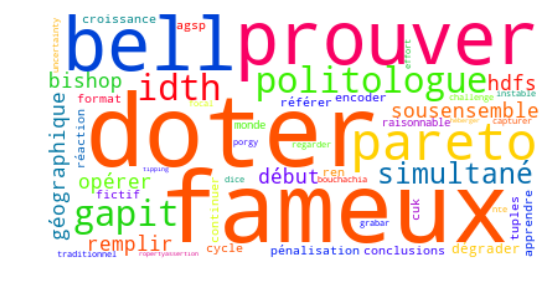 croissance
agsp
uncertainty
bell
prouver
effort
bishop
idth
politologue
hdfs
format
focal
référer
encoder
challenge
instable
géographique
réaction
doter
monde
sousensemble
raisonnable
capturer
porgy
regarder
pareto
tipping
opérer
fictif
continuer
dice
début
bouchachia
ren
simultané
fameux
gapit
cuk
nce
tuples
apprendre
remplir
cycle
grabar
pénalisation
conclusions
dégrader
traditionnel
ropertyassertion